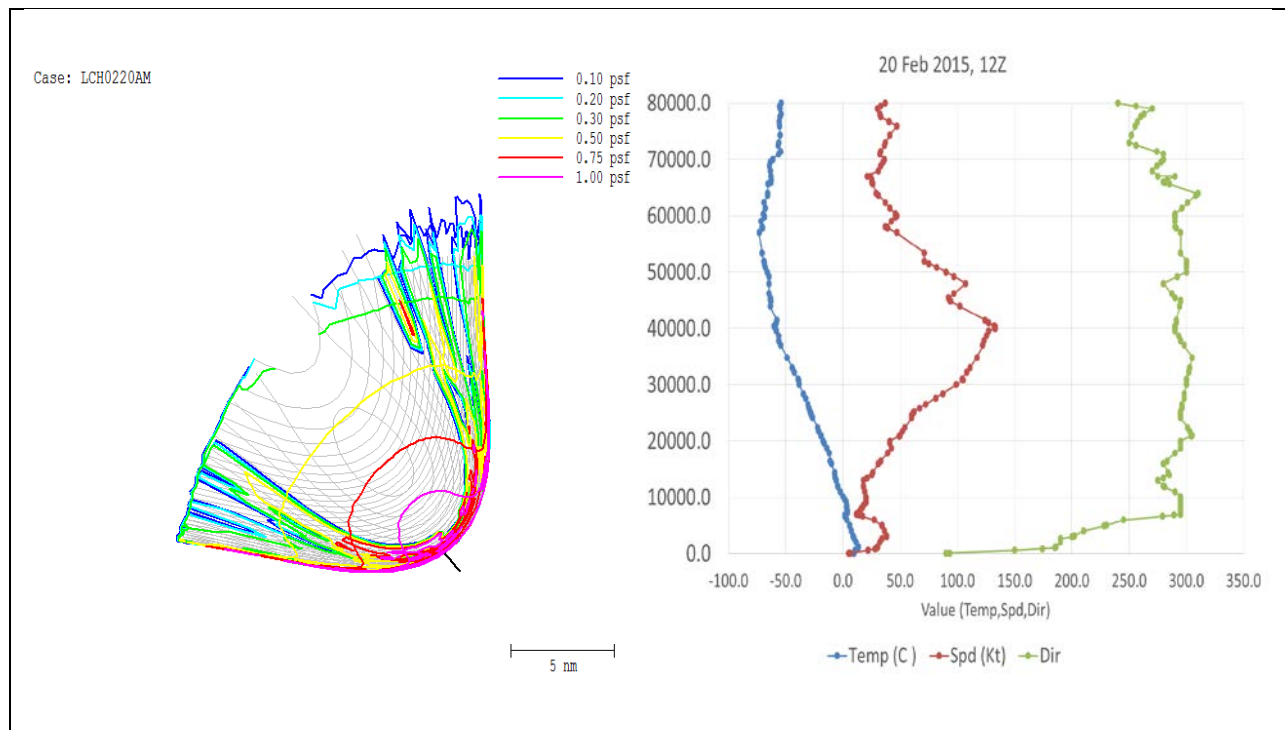 Case: LCH0220AM
0.10 psf
0.20 psf
0.30 psf
0.50 psf
0.75 psf
1.00 psf
5 nm
20 Feb 2015, 12Z
80000.0
70000.0
60000.0
50000.0
40000.0
30000.0
20000.0
10000.0
0.0
-100.0 -50.0 0.0 50.0 100.0 150.0 200.0 250.0 300.0 350.0
Value (Temp,Spd,Dir)
Temp (C ) Spd (Kt) Dir